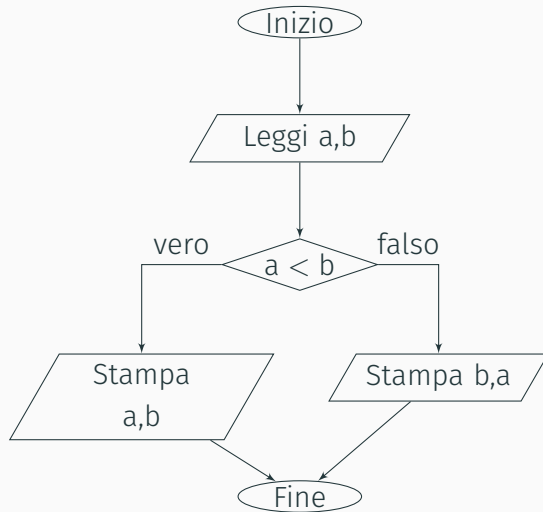 Inizio
Leggi a,b
vero
falso
a < b
Stampa
a,b
Stampa b,a
Fine